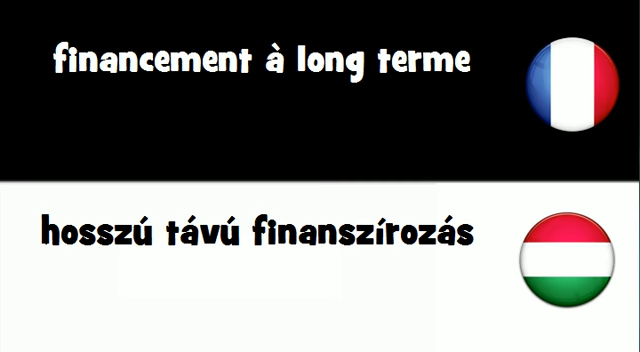 financement à long terme
hosszú távú finanszírozás